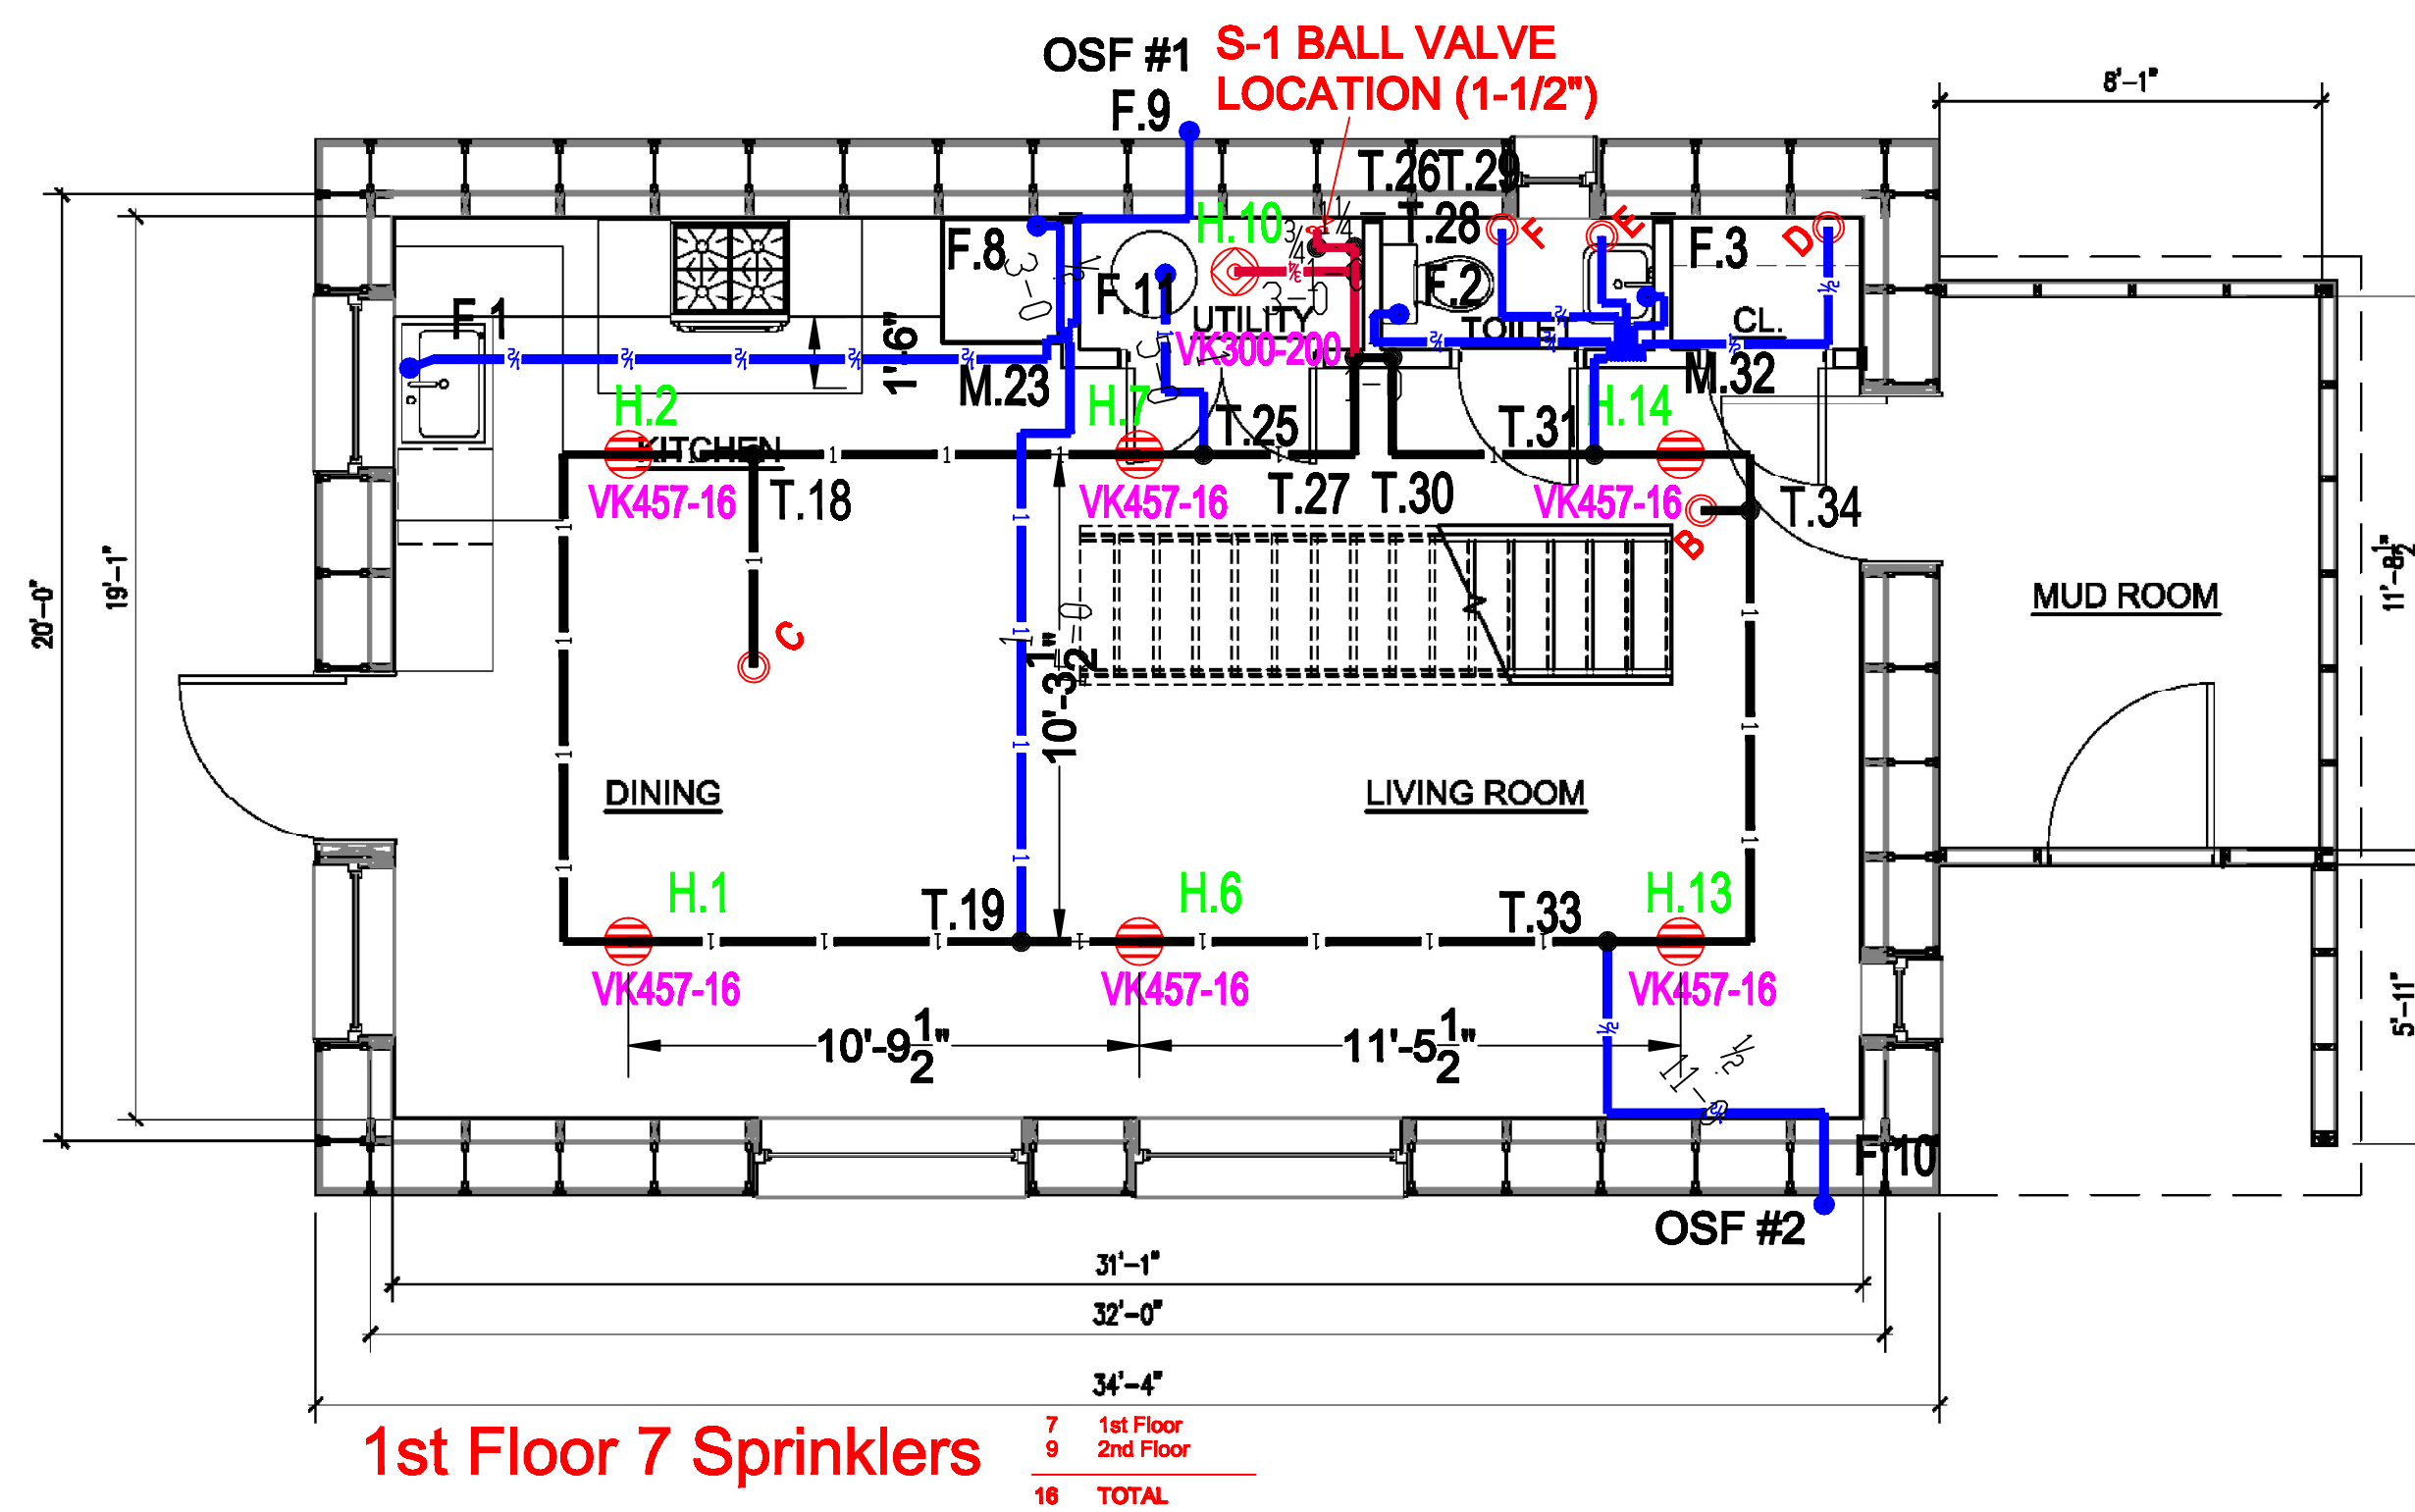 OSF #1
F.9
S-1 BALL VALVE
LOCATION (1-1/2")
8'-1"
T.26
T.29
T.28
H.10
F.8
F.11
F.2
F.3
F
E
D
F.1
1'-6"
UTILITY
VK300-200
TOILET
CL.
M.23
M.32
H.2
H.7
H.14
KITCHEN
T.25
T.31
VK457-16
T.18
VK457-16
T.27
T.30
VK457-16
T.34
B
C
20'-0"
19'-1"
10'-3 1/2"
MUD ROOM
11'-8 1/2"
DINING
LIVING ROOM
H.1
T.19
H.6
T.33
H.13
VK457-16
VK457-16
VK457-16
10'-9 1/2"
11'-5 1/2"
5'-11"
F.10
OSF #2
31'-1"
32'-0"
34'-4"
1st Floor 7 Sprinklers
7 1st Floor
9 2nd Floor
16 TOTAL